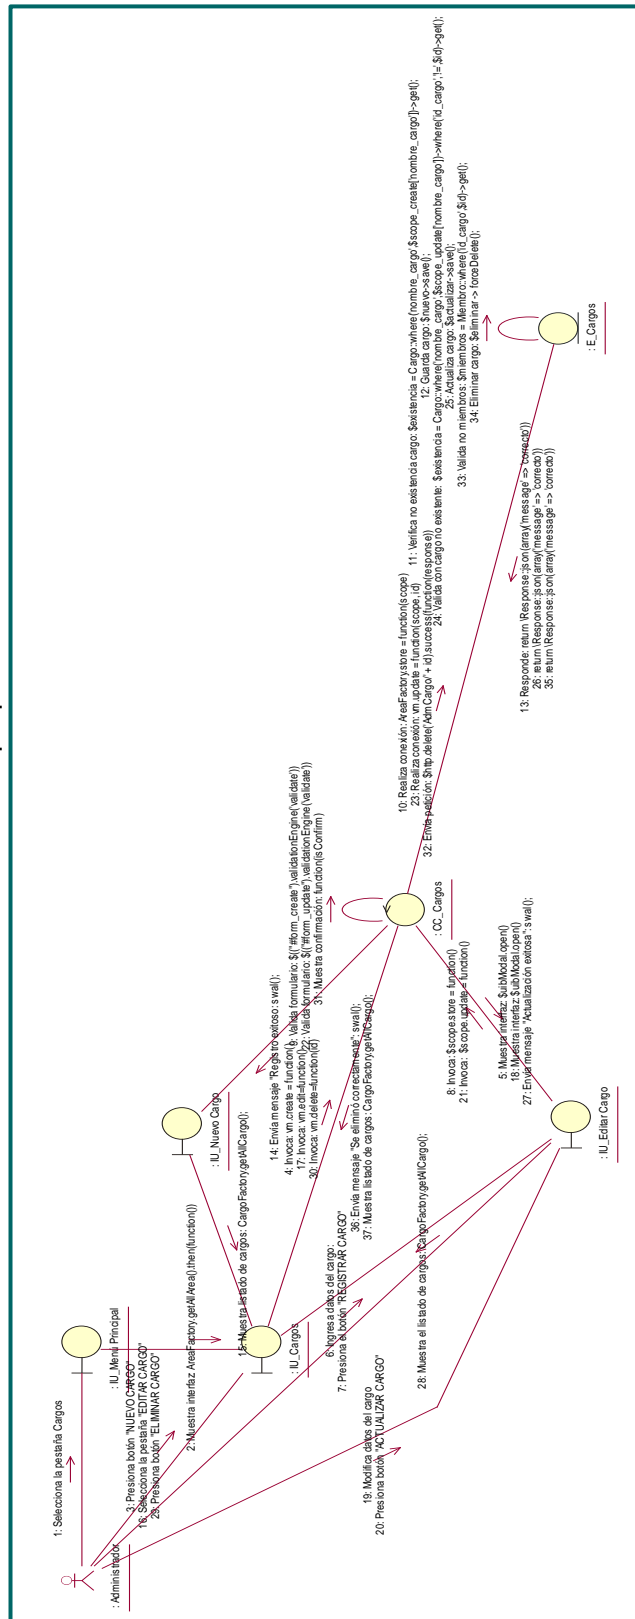 1: Selecciona la pestaña Cargos
: Administrador
: IU_Menú Principal
3: Presiona botón "NUEVO CARGO"
16: Selecciona la pestaña "EDITAR CARGO"
29: Presiona botón "ELIMINAR CARGO"
2: Muestra interfaz AreaFactory.getAllArea().then(function())
: IU_Nuevo Cargo
15: Muestra listado de cargos: CargoFactory.getAllCargo();
: IU_Cargos
14: Envía mensaje "Registro exitoso: swal();
4: Invoca: vm.create = function()
17: Invoca: vm.edit=function()
30: Invoca: vm.delete=function(id)
9: Valida formulario: $(("#form_create").validationEngine('validate'))
22: Valida formulario: $(("#form_update").validationEngine('validate'))
31: Muestra confirmación: function(isConfirm)
36: Envía mensaje "Se eliminó correctamente": swal();
37: Muestra listado de cargos: CargoFactory.getAllCargo();
6: Ingresa datos del cargo:
7: Presiona el botón "REGISTRAR CARGO"
19: Modifica datos del cargo
20: Presiona botón "ACTUALIZAR CARGO"
28: Muestra el listado de cargos: CargoFactory.getAllCargo();
: CC_Cargos
8: Invoca: $scope.store = function()
21: Invoca: $scope.update = function()
5: Muestra interfaz: $uibModal.open()
18: Muestra interfaz: $uibModal.open()
27: Envía mensaje "Actualización exitosa": swal();
: IU_Editar Cargo
10: Realiza conexión: AreaFactory.store = function(scope)
23: Realiza conexión: vm.update = function(scope, id)
32: Envía petición: $http.delete('AdmCargo/' + id).success(function(response))
11: Verifica no existencia cargo: $existencia = Cargo::where('nombre_cargo',$scope_create['nombre_cargo'])->get();
12: Guarda cargo: $nuevo->save();
24: Valida con cargo no existente: $existencia = Cargo::where('nombre_cargo',$scope_update['nombre_cargo'])->where('id_cargo','!=',$id)->get();
25: Actualiza cargo: $actualizar->save();
33: Valida no miembros: $miembros = Miembro::where('id_cargo',$id)->get();
34: Eliminar cargo: $eliminar -> forceDelete();
13: Responde: return \Response::json(array('message' => 'correcto'))
26: return \Response::json(array('message' => 'correcto'))
35: return \Response::json(array('message' => 'correcto'))
: E_Cargos